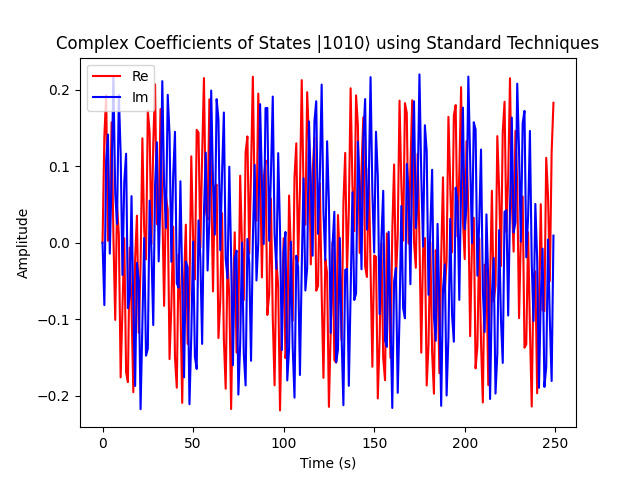 Complex Coefficients of States |1010⟩ using Standard Techniques
Re
Im
0.2
0.1
0.0
−0.1
−0.2
Amplitude
0
50
100
150
200
250
Time (s)